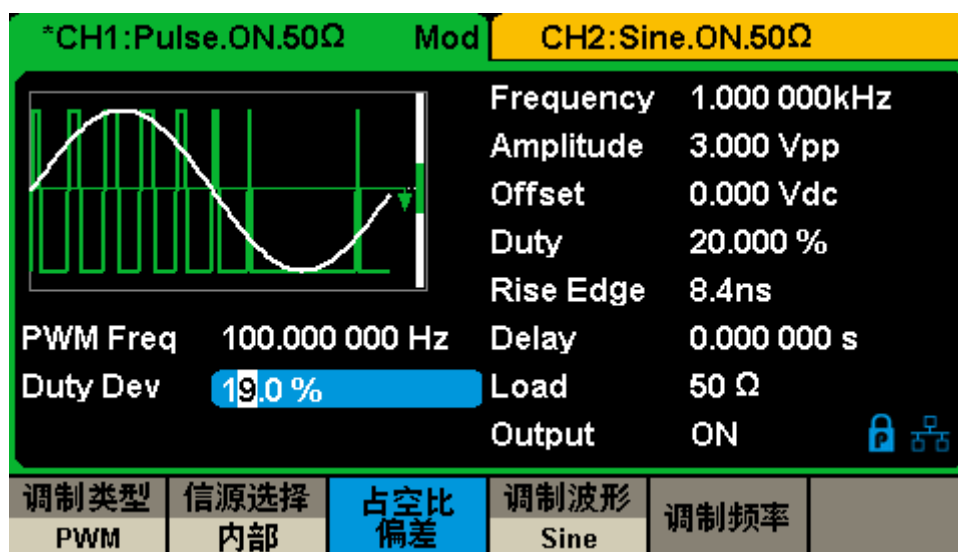 *CH1:Pulse.ON.50Ω Mod
CH2:Sine.ON.50Ω
Frequency 1.000 000kHz
Amplitude 3.000 Vpp
Offset 0.000 Vdc
Duty 20.000 %
Rise Edge 8.4ns
PWM Freq 100.000 000 Hz
Delay 0.000 000 s
Duty Dev 19.0 %
Load 50 Ω
Output ON
P
调制类型
PWM
信源选择
内部
占空比
偏差
调制波形
Sine
调制频率